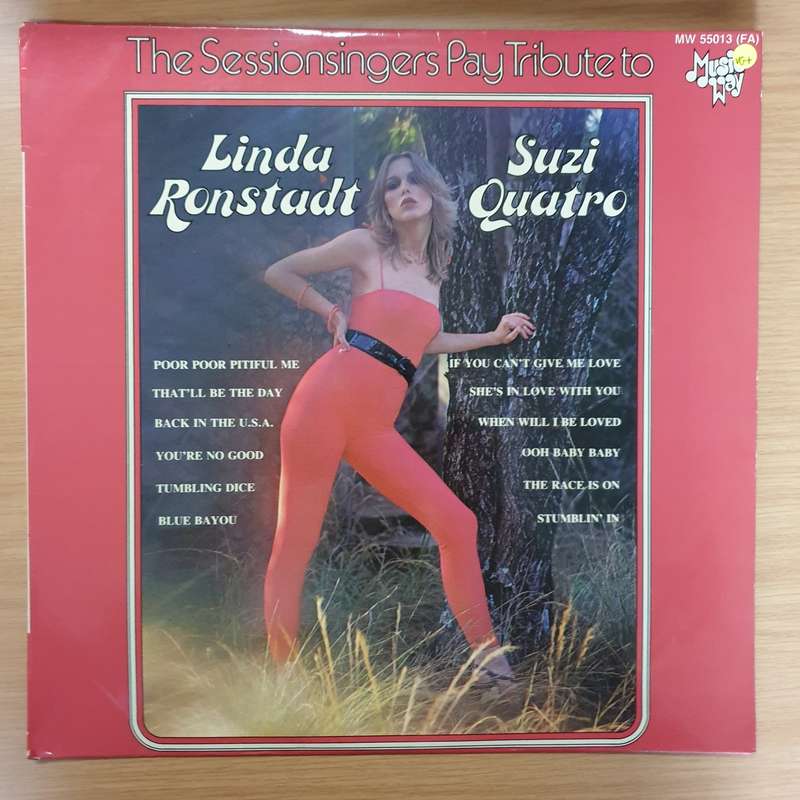 MW 55013 (FA)
The Sessionsingers Pay Tribute to
Music
Way
VG+
Linda
Ronstadt
Suzi
Quatro
POOR POOR PITIFUL ME
THAT'LL BE THE DAY
BACK IN THE U.S.A.
YOU'RE NO GOOD
TUMBLING DICE
BLUE BAYOU
IF YOU CAN'T GIVE ME LOVE
SHE'S IN LOVE WITH YOU
WHEN WILL I BE LOVED
OOH BABY BABY
THE RACE IS ON
STUMBLIN' IN